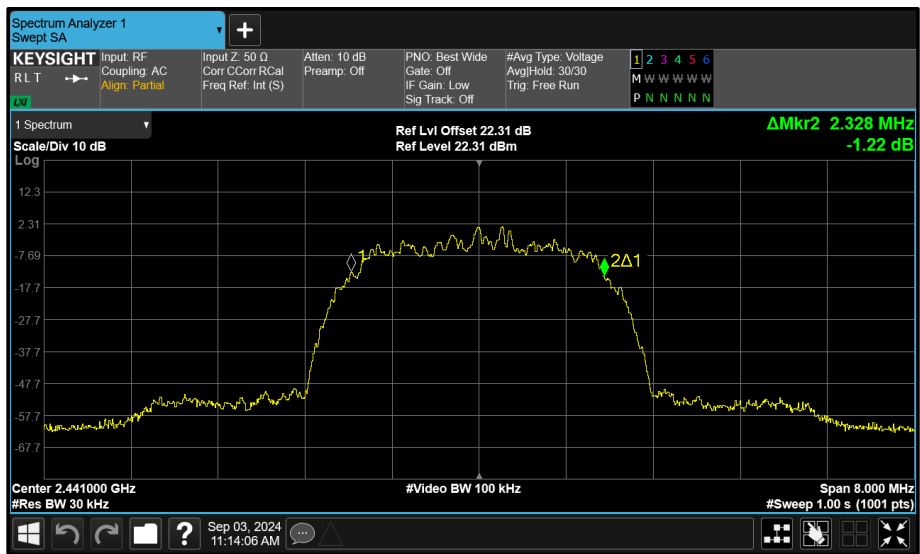 Spectrum Analyzer 1
Swept SA
+
KEYSIGHT
R L T
LXI
Input: RF
Coupling: AC
Align: Partial
Input Z: 50 Ω
Corr CCorr RCal
Freq Ref: Int (S)
Atten: 10 dB
Preamp: Off
PNO: Best Wide
Gate: Off
IF Gain: Low
Sig Track: Off
#Avg Type: Voltage
Avg|Hold: 30/30
Trig: Free Run
1 2 3 4 5 6
M W W W W W
P N N N N N
1 Spectrum
Scale/Div 10 dB
Ref Lvl Offset 22.31 dB
Ref Level 22.31 dBm
ΔMkr2 2.328 MHz
-1.22 dB
Log
12.3
2.31
-7.69
-17.7
-27.7
-37.7
-47.7
-57.7
-67.7
1
2Δ1
Center 2.441000 GHz
#Res BW 30 kHz
#Video BW 100 kHz
Span 8.000 MHz
#Sweep 1.00 s (1001 pts)
?
Sep 03, 2024
11:14:06 AM